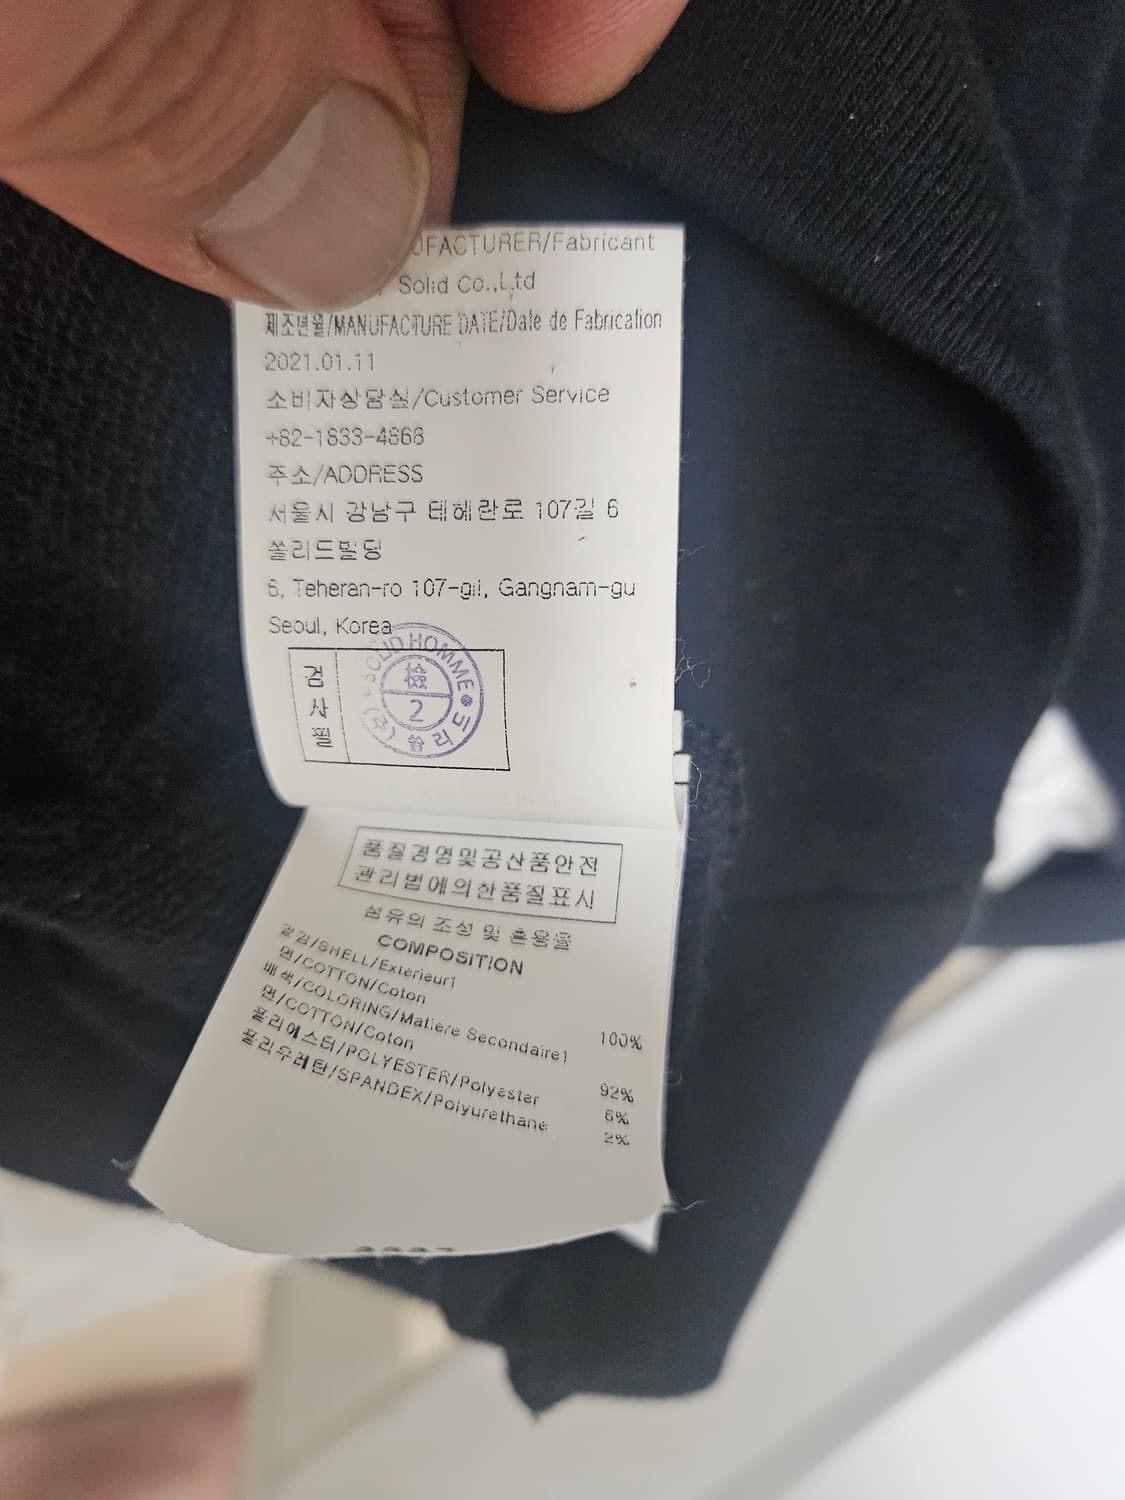 UFACTURER/Fabricant
Solid Co.,Ltd
제조년월/MANUFACTURE DATE/Date de Fabrication
2021.01.11
소비자상담실/Customer Service
+82-1833-4868
주소/ADDRESS
서울시 강남구 테헤란로 107길 6
쏠리드빌딩
6, Teheran-ro 107-gil, Gangnam-gu
Seoul, Korea
검사필
SOLID HOMME
2
(주) 쏠리드
품질경영및공산품안전
관리법에의한품질표시
섬유의 조성 및 혼용율
COMPOSITION
겉감/SHELL/Exterieur1
면/COTTON/Coton 100%
배색/COLORING/Matiere Secondaire1
면/COTTON/Coton 92%
폴리에스터/POLYESTER/Polyester 6%
폴리우레탄/SPANDEX/Polyurethane 2%